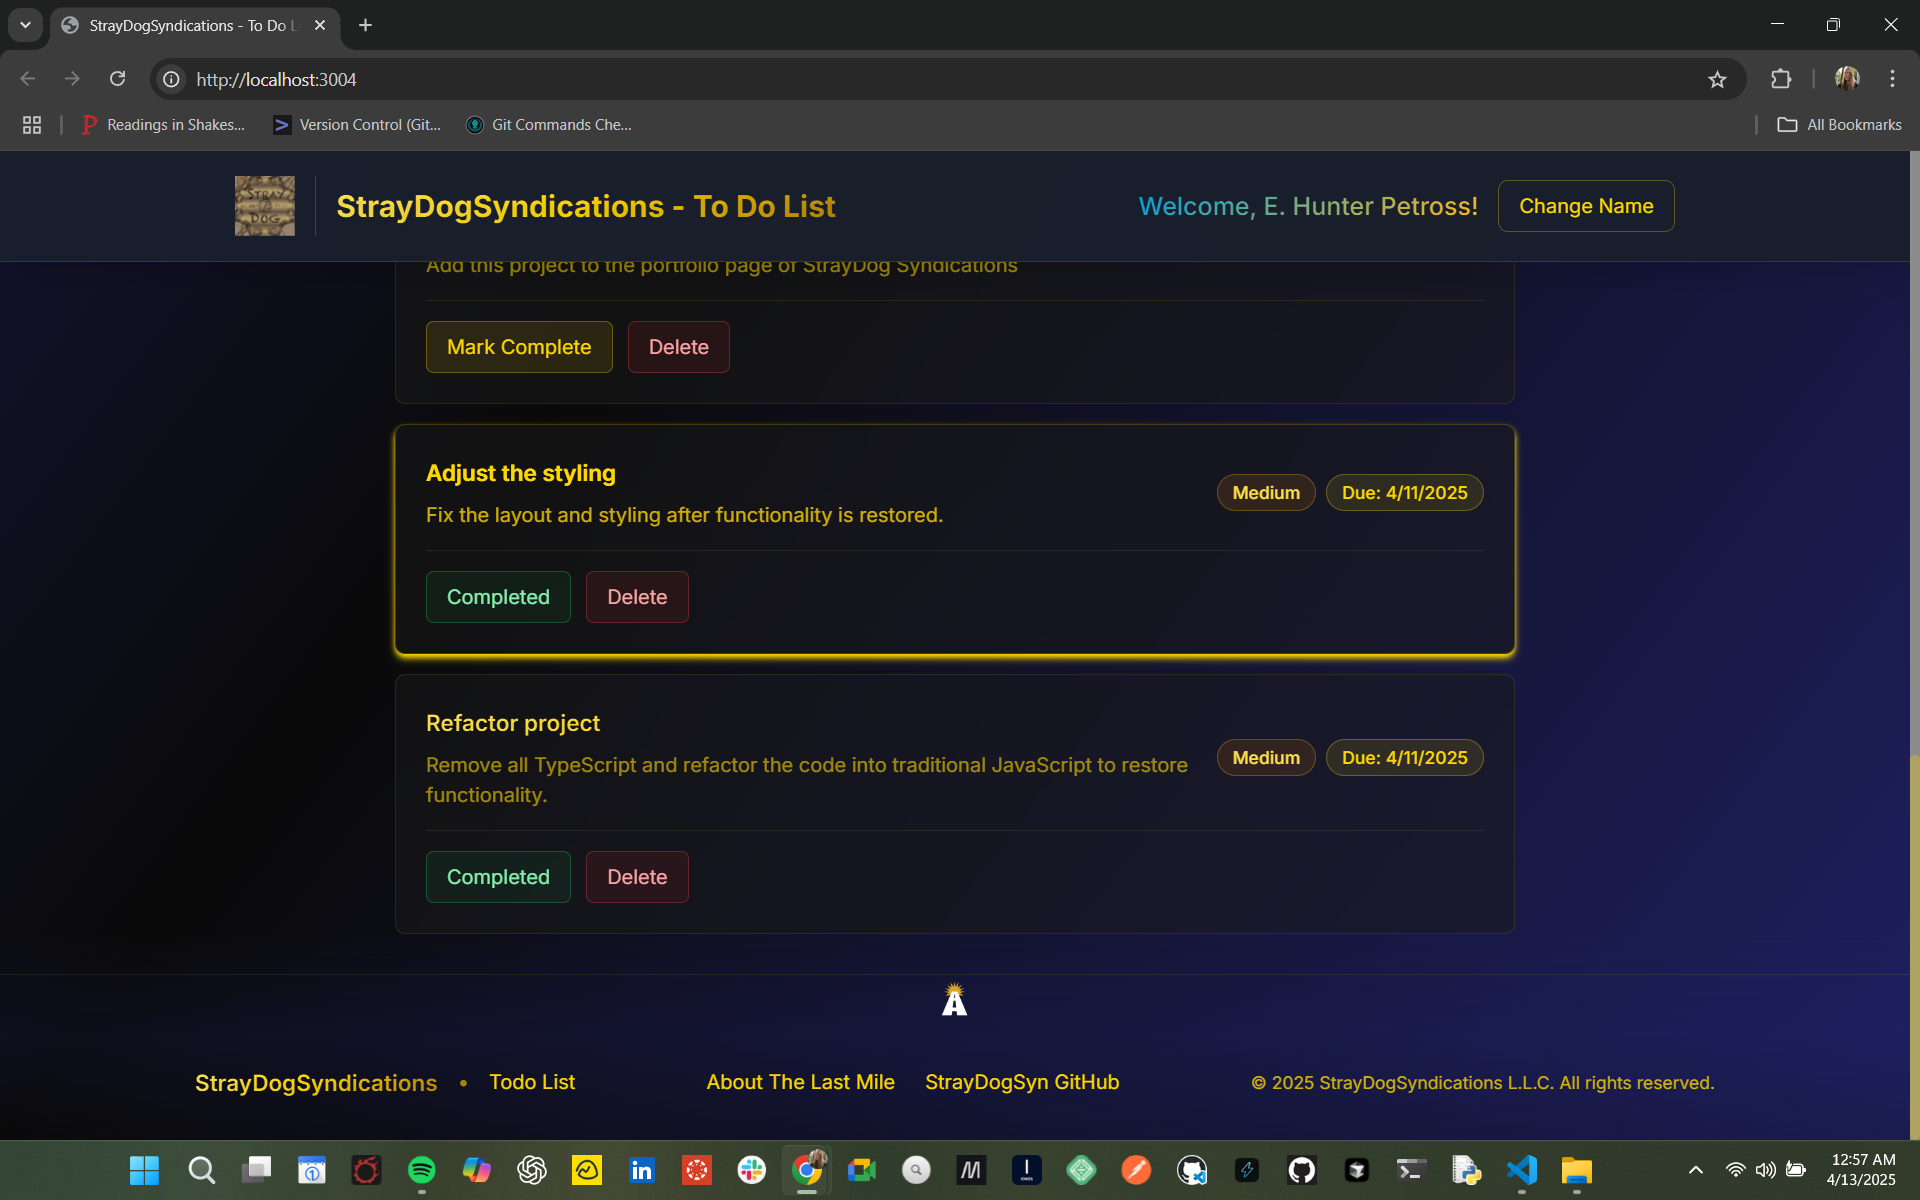 StrayDogSyndications - To Do L
http://localhost:3004
Readings in Shakes...
Version Control (Git...
Git Commands Che...
All Bookmarks
STRAY
DOG
StrayDogSyndications - To Do List
Welcome, E. Hunter Petross!
Change Name
Add this project to the portfolio page of StrayDog Syndications
Mark Complete
Delete
Adjust the styling
Fix the layout and styling after functionality is restored.
Medium
Due: 4/11/2025
Completed
Delete
Refactor project
Remove all TypeScript and refactor the code into traditional JavaScript to restore
functionality.
Medium
Due: 4/11/2025
Completed
Delete
StrayDogSyndications • Todo List
About The Last Mile
StrayDogSyn GitHub
© 2025 StrayDogSyndications L.L.C. All rights reserved.
12:57 AM
4/13/2025